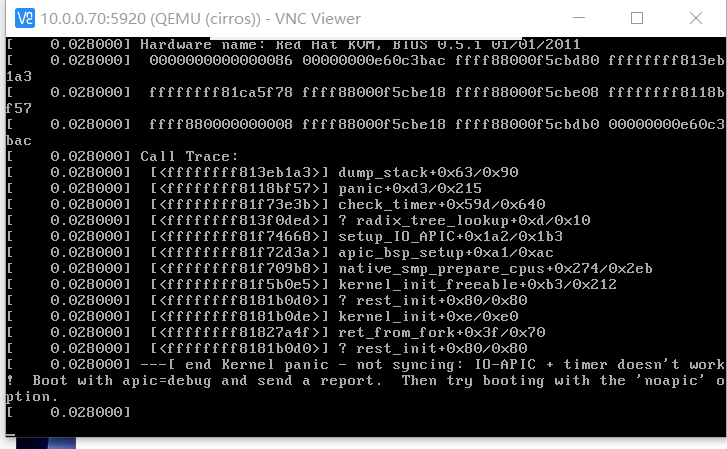 10.0.0.70:5920 (QEMU (cirros)) - VNC Viewer
[    0.028000] Hardware name: Red Hat KVM, BIOS 0.5.1 01/01/2011
[    0.028000]  0000000000000086 00000000e60c3bac ffff88000f5cbd80 ffffffff813eb
1a3
[    0.028000]  ffffffff81ca5f78 ffff88000f5cbe18 ffff88000f5cbe08 ffffffff8118b
f57
[    0.028000]  ffff880000000008 ffff88000f5cbe18 ffff88000f5cbdb0 00000000e60c3
bac
[    0.028000] Call Trace:
[    0.028000]  [<ffffffff813eb1a3>] dump_stack+0x63/0x90
[    0.028000]  [<ffffffff8118bf57>] panic+0xd3/0x215
[    0.028000]  [<ffffffff81f73e3b>] check_timer+0x59d/0x640
[    0.028000]  [<ffffffff813f0ded>] ? radix_tree_lookup+0xd/0x10
[    0.028000]  [<ffffffff81f74668>] setup_IO_APIC+0x1a2/0x1b3
[    0.028000]  [<ffffffff81f72d3a>] apic_bsp_setup+0xa1/0xac
[    0.028000]  [<ffffffff81f709b8>] native_smp_prepare_cpus+0x274/0x2eb
[    0.028000]  [<ffffffff81f5b0e5>] kernel_init_freeable+0xb3/0x212
[    0.028000]  [<ffffffff8181b0d0>] ? rest_init+0x80/0x80
[    0.028000]  [<ffffffff8181b0de>] kernel_init+0xe/0xe0
[    0.028000]  [<ffffffff81827a4f>] ret_from_fork+0x3f/0x70
[    0.028000]  [<ffffffff8181b0d0>] ? rest_init+0x80/0x80
[    0.028000] ---[ end Kernel panic - not syncing: IO-APIC + timer doesn't work
!  Boot with apic=debug and send a report.  Then try booting with the 'noapic' o
ption.
[    0.028000]